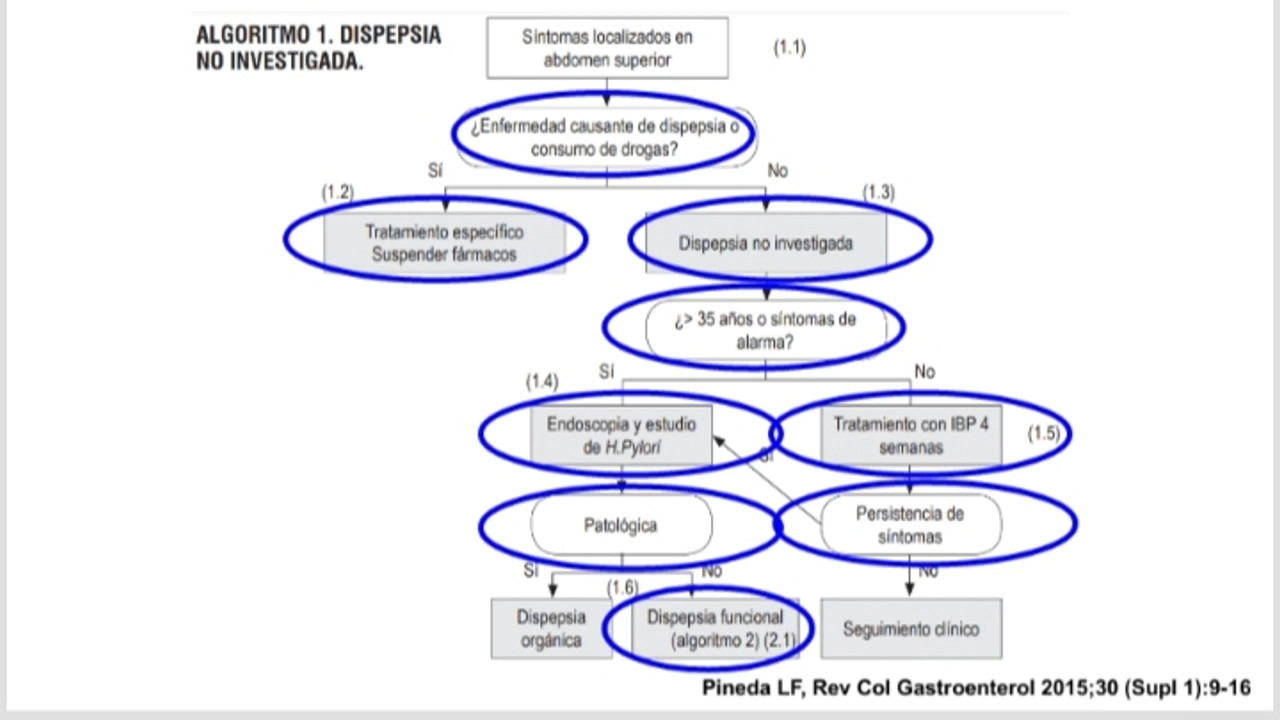 ALGORITMO 1. DISPEPSIA
NO INVESTIGADA.
Síntomas localizados en
abdomen superior
(1.1)
¿Enfermedad causante de dispepsia o
consumo de drogas?
Sí
No
(1.2)
(1.3)
Tratamiento específico
Suspender fármacos
Dispepsia no investigada
¿> 35 años o síntomas de
alarma?
Sí
No
(1.4)
Endoscopia y estudio
de H.Pylori
Tratamiento con IBP 4
semanas
(1.5)
Sí
Patológica
Persistencia de
síntomas
Sí
No
No
(1.6)
Dispepsia
orgánica
Dispepsia funcional
(algoritmo 2) (2.1)
Seguimiento clínico
Pineda LF, Rev Col Gastroenterol 2015;30 (Supl 1):9-16